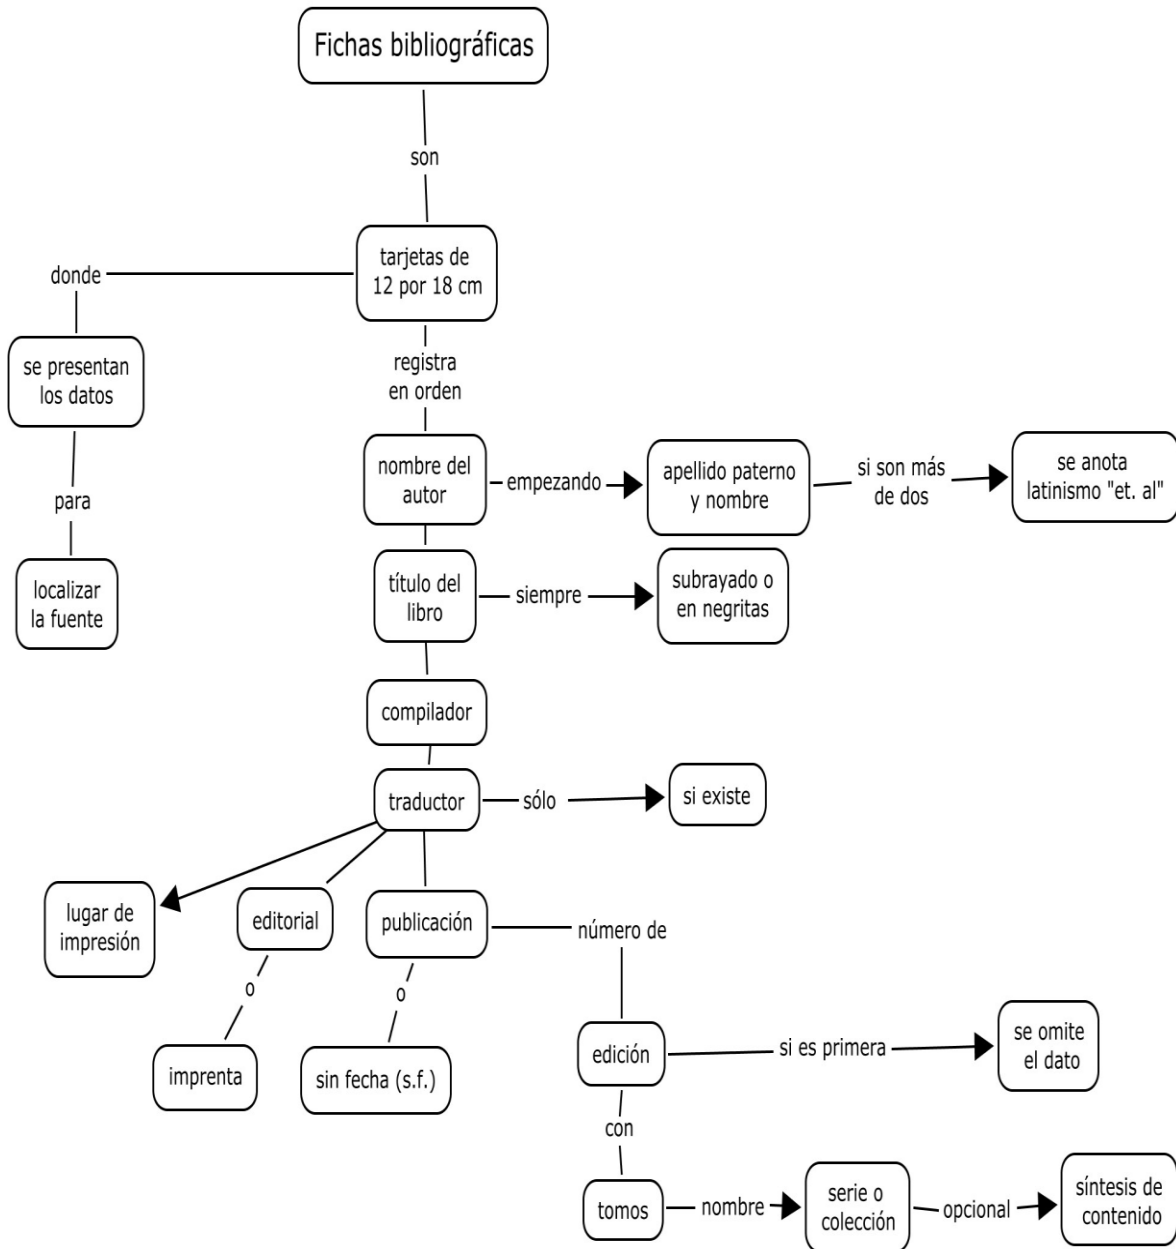 Fichas bibliográficas
son
tarjetas de
12 por 18 cm
donde
se presentan
los datos
para
localizar
la fuente
registra
en orden
nombre del
autor
empezando
apellido paterno
y nombre
si son más
de dos
se anota
latinismo "et. al"
título del
libro
siempre
subrayado o
en negritas
compilador
traductor
sólo
si existe
lugar de
impresión
editorial
o
imprenta
publicación
o
sin fecha (s.f.)
número de
edición
si es primera
se omite
el dato
con
tomos
nombre
serie o
colección
opcional
síntesis de
contenido